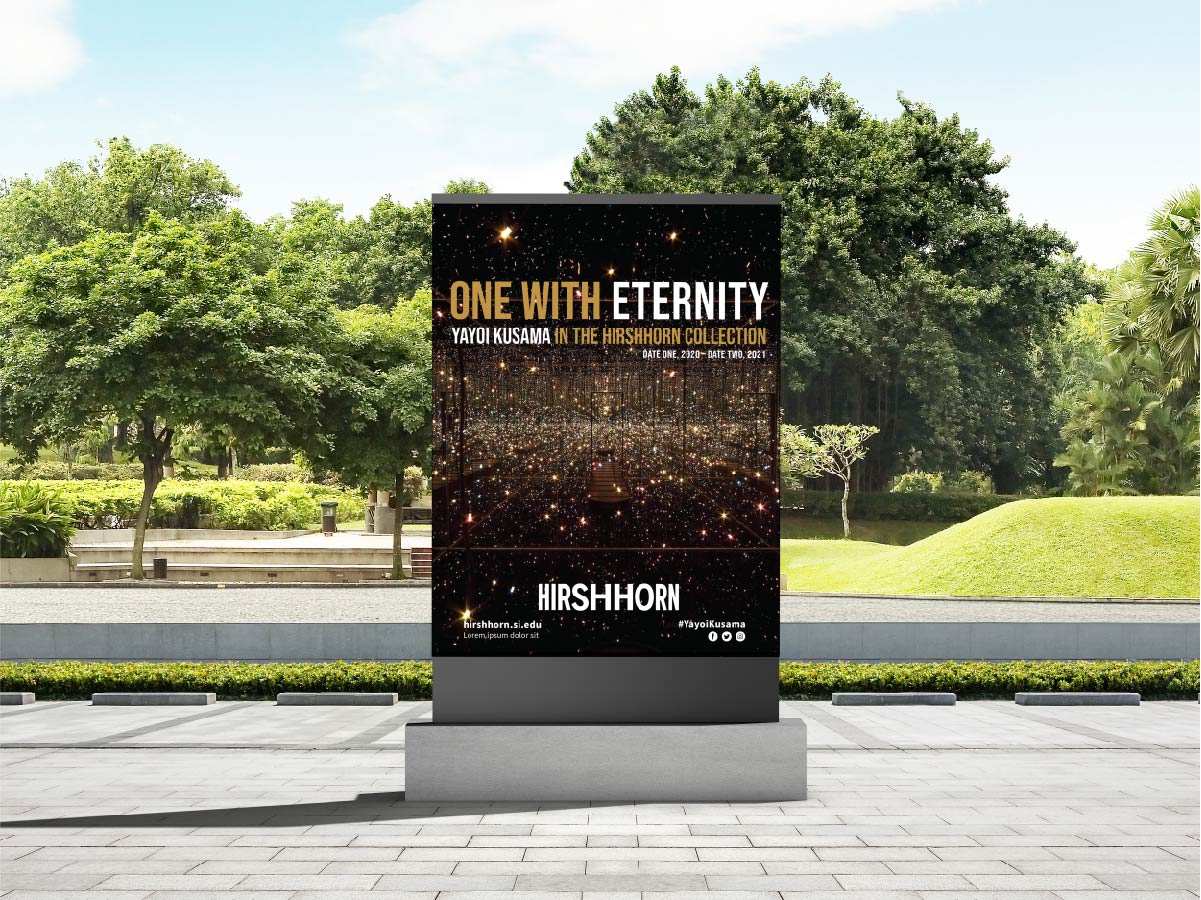 ONE WITH ETERNITY
YAYOI KUSAMA IN THE HIRSHHORN COLLECTION
DATE ONE, 2020 – DATE TWO, 2021
HIRSHHORN
hirshhorn.si.edu
Lorem,ipsum dolor sit
#YayoiKusama